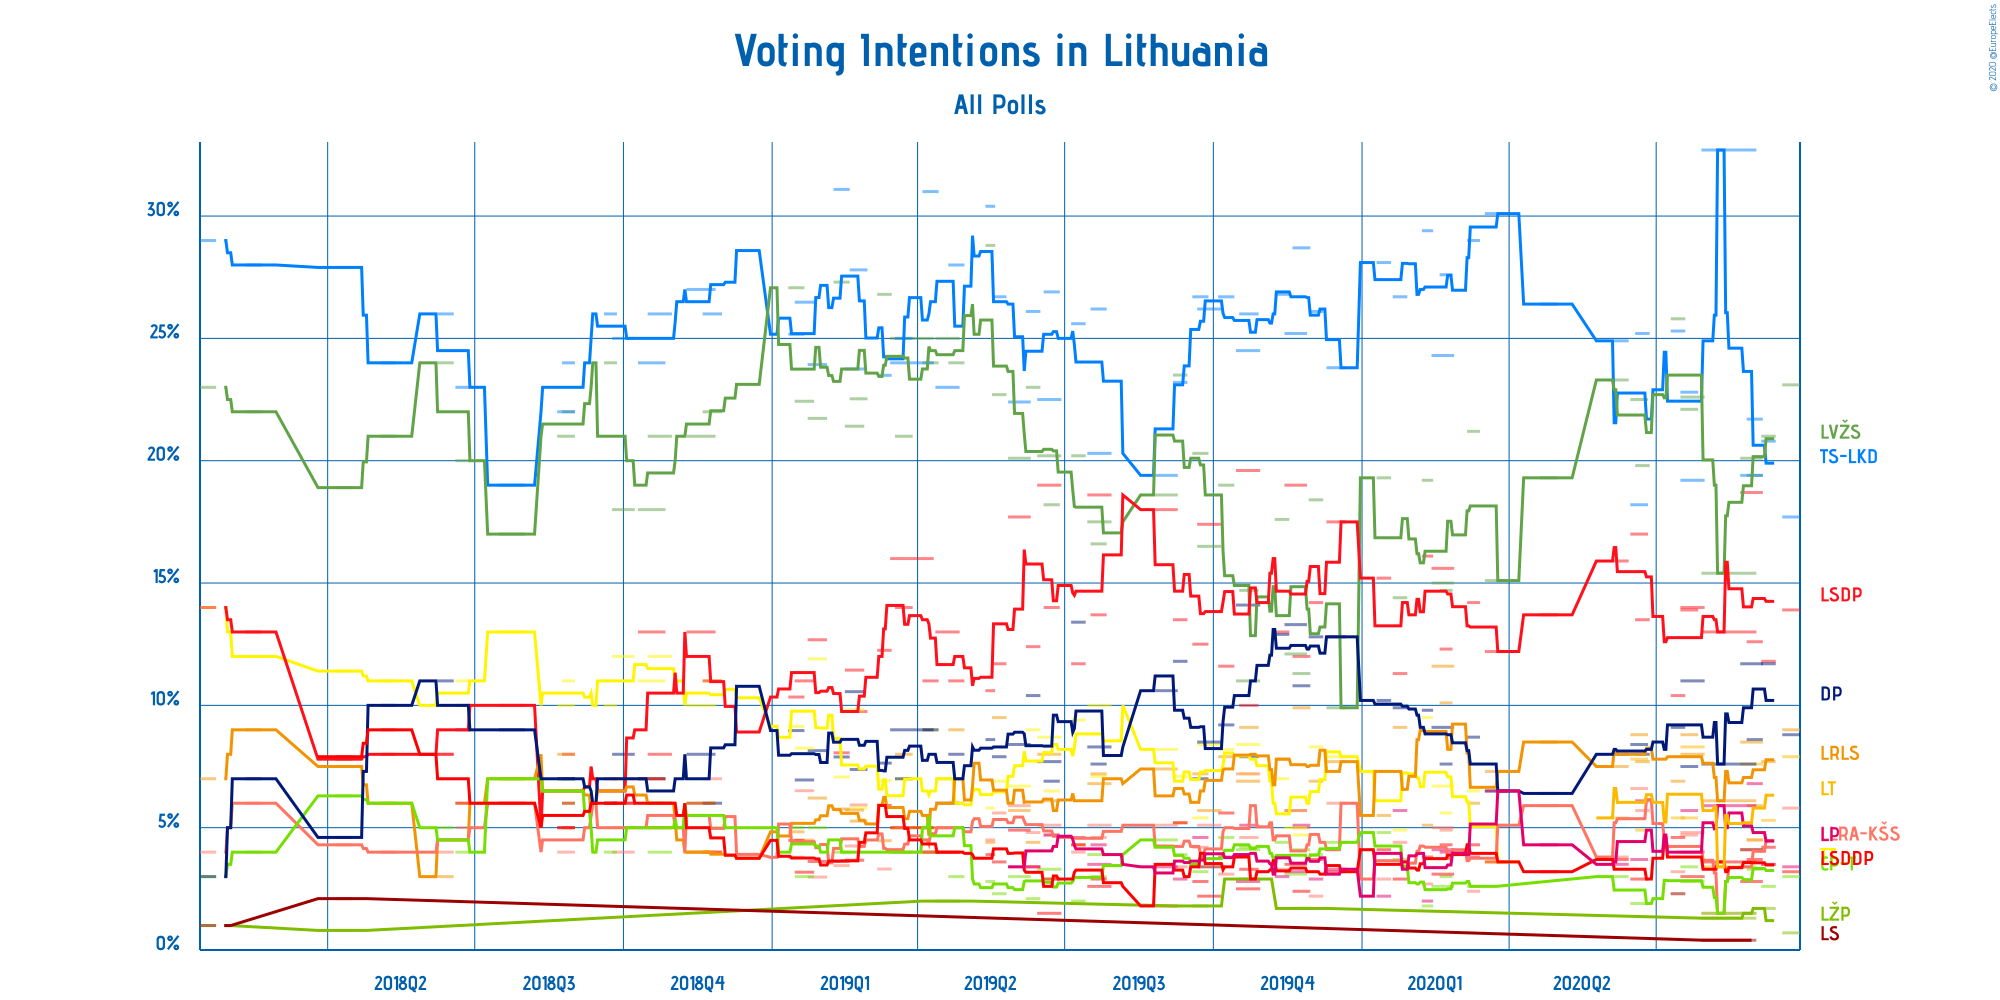 © 2020 @EuropeElects
Voting Intentions in Lithuania
All Polls
30%
25%
20%
15%
10%
5%
0%
LVŽS
TS-LKD
LSDP
DP
LRLS
LT
LP
LLRA-KŠS
LSDDP
LŽP
LS
2018Q2
2018Q3
2018Q4
2019Q1
2019Q2
2019Q3
2019Q4
2020Q1
2020Q2